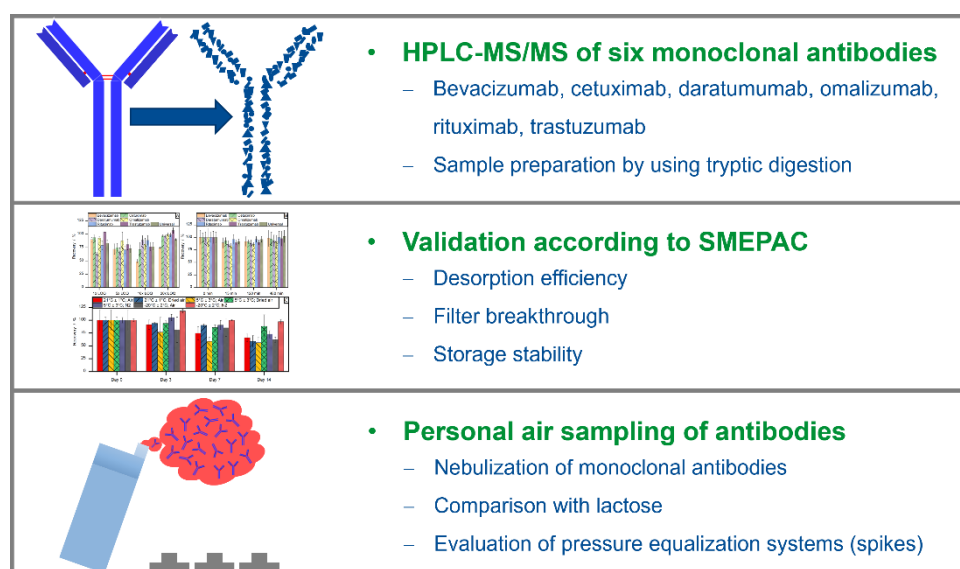 • HPLC-MS/MS of six monoclonal antibodies
– Bevacizumab, cetuximab, daratumumab, omalizumab,
rituximab, trastuzumab
– Sample preparation by using tryptic digestion
• Validation according to SMEPAC
– Desorption efficiency
– Filter breakthrough
– Storage stability
• Personal air sampling of antibodies
– Nebulization of monoclonal antibodies
– Comparison with lactose
– Evaluation of pressure equalization systems (spikes)